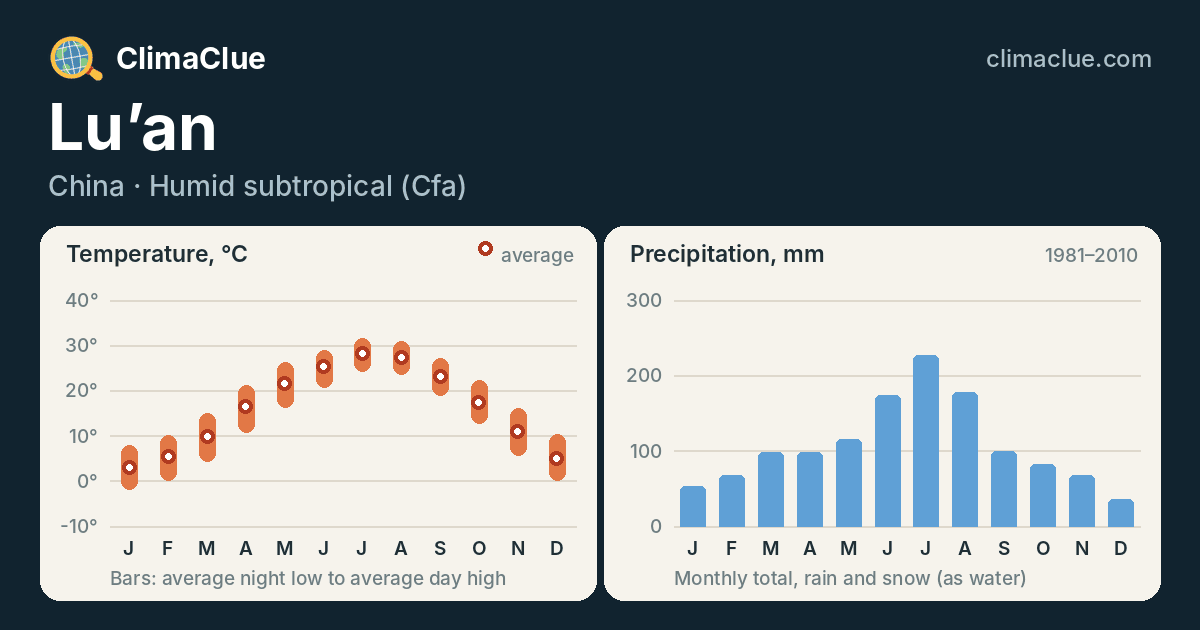 ClimaClue
climaclue.com
Lu’an
China · Humid subtropical (Cfa)
Temperature, °C
average
40°
30°
20°
10°
0°
-10°
J F M A M J J A S O N D
Bars: average night low to average day high
Precipitation, mm
1981–2010
300
200
100
0
J F M A M J J A S O N D
Monthly total, rain and snow (as water)